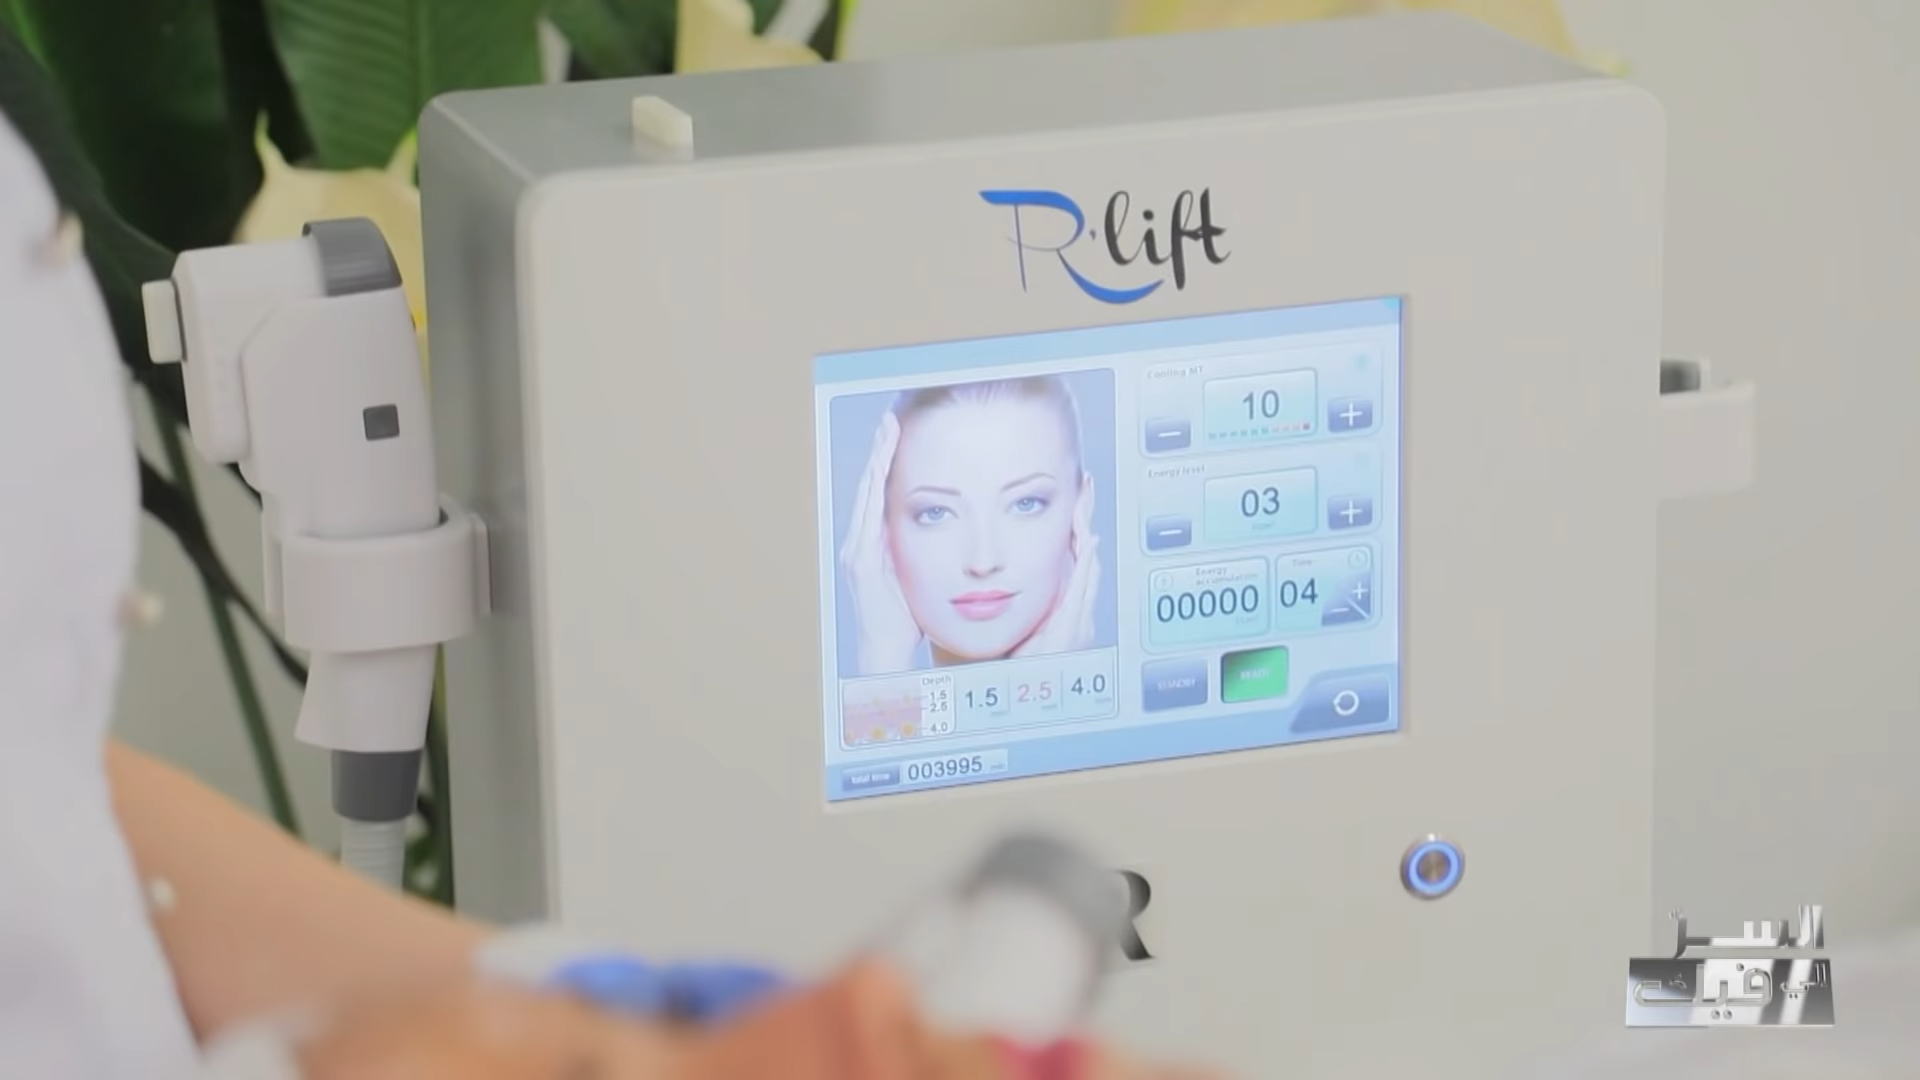 R·lift
Cooling MT
10
Energy level
03
Energy accumulation
00000
Time
04
Depth
1.5
2.5
4.0
1.5
2.5
4.0
STANDBY
READY
total time
003995
R
السر
إلي فيك